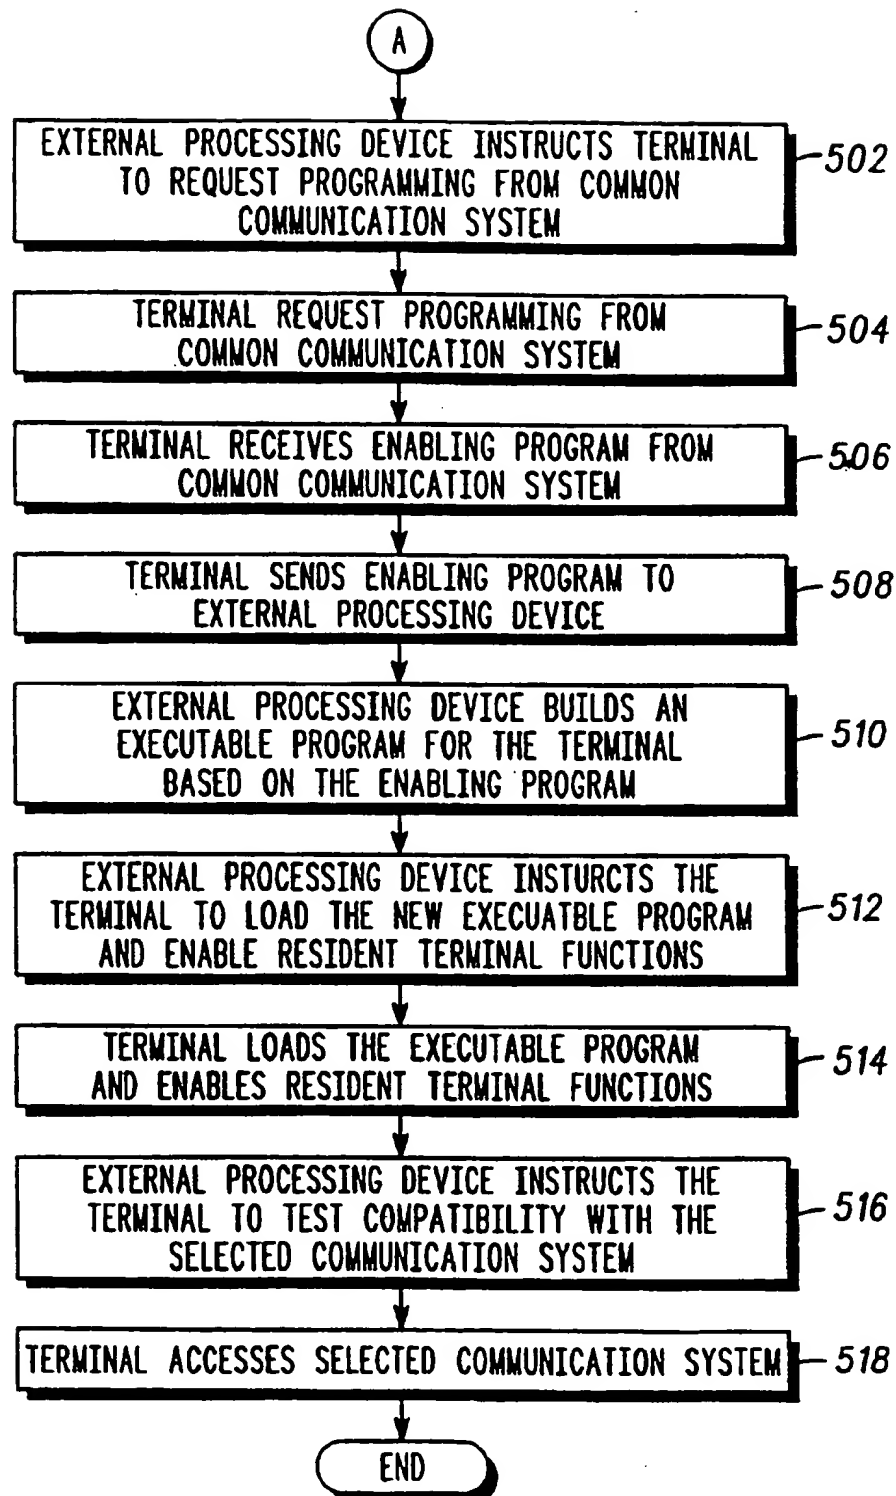 A
EXTERNAL PROCESSING DEVICE INSTRUCTS TERMINAL
TO REQUEST PROGRAMMING FROM COMMON
COMMUNICATION SYSTEM
502
TERMINAL REQUEST PROGRAMMING FROM
COMMON COMMUNICATION SYSTEM
504
TERMINAL RECEIVES ENABLING PROGRAM FROM
COMMON COMMUNICATION SYSTEM
506
TERMINAL SENDS ENABLING PROGRAM TO
EXTERNAL PROCESSING DEVICE
508
EXTERNAL PROCESSING DEVICE BUILDS AN
EXECUTABLE PROGRAM FOR THE TERMINAL
BASED ON THE ENABLING PROGRAM
510
EXTERNAL PROCESSING DEVICE INSTURCTS THE
TERMINAL TO LOAD THE NEW EXECUATBLE PROGRAM
AND ENABLE RESIDENT TERMINAL FUNCTIONS
512
TERMINAL LOADS THE EXECUTABLE PROGRAM
AND ENABLES RESIDENT TERMINAL FUNCTIONS
514
EXTERNAL PROCESSING DEVICE INSTRUCTS THE
TERMINAL TO TEST COMPATIBILITY WITH THE
SELECTED COMMUNICATION SYSTEM
516
TERMINAL ACCESSES SELECTED COMMUNICATION SYSTEM
518
END